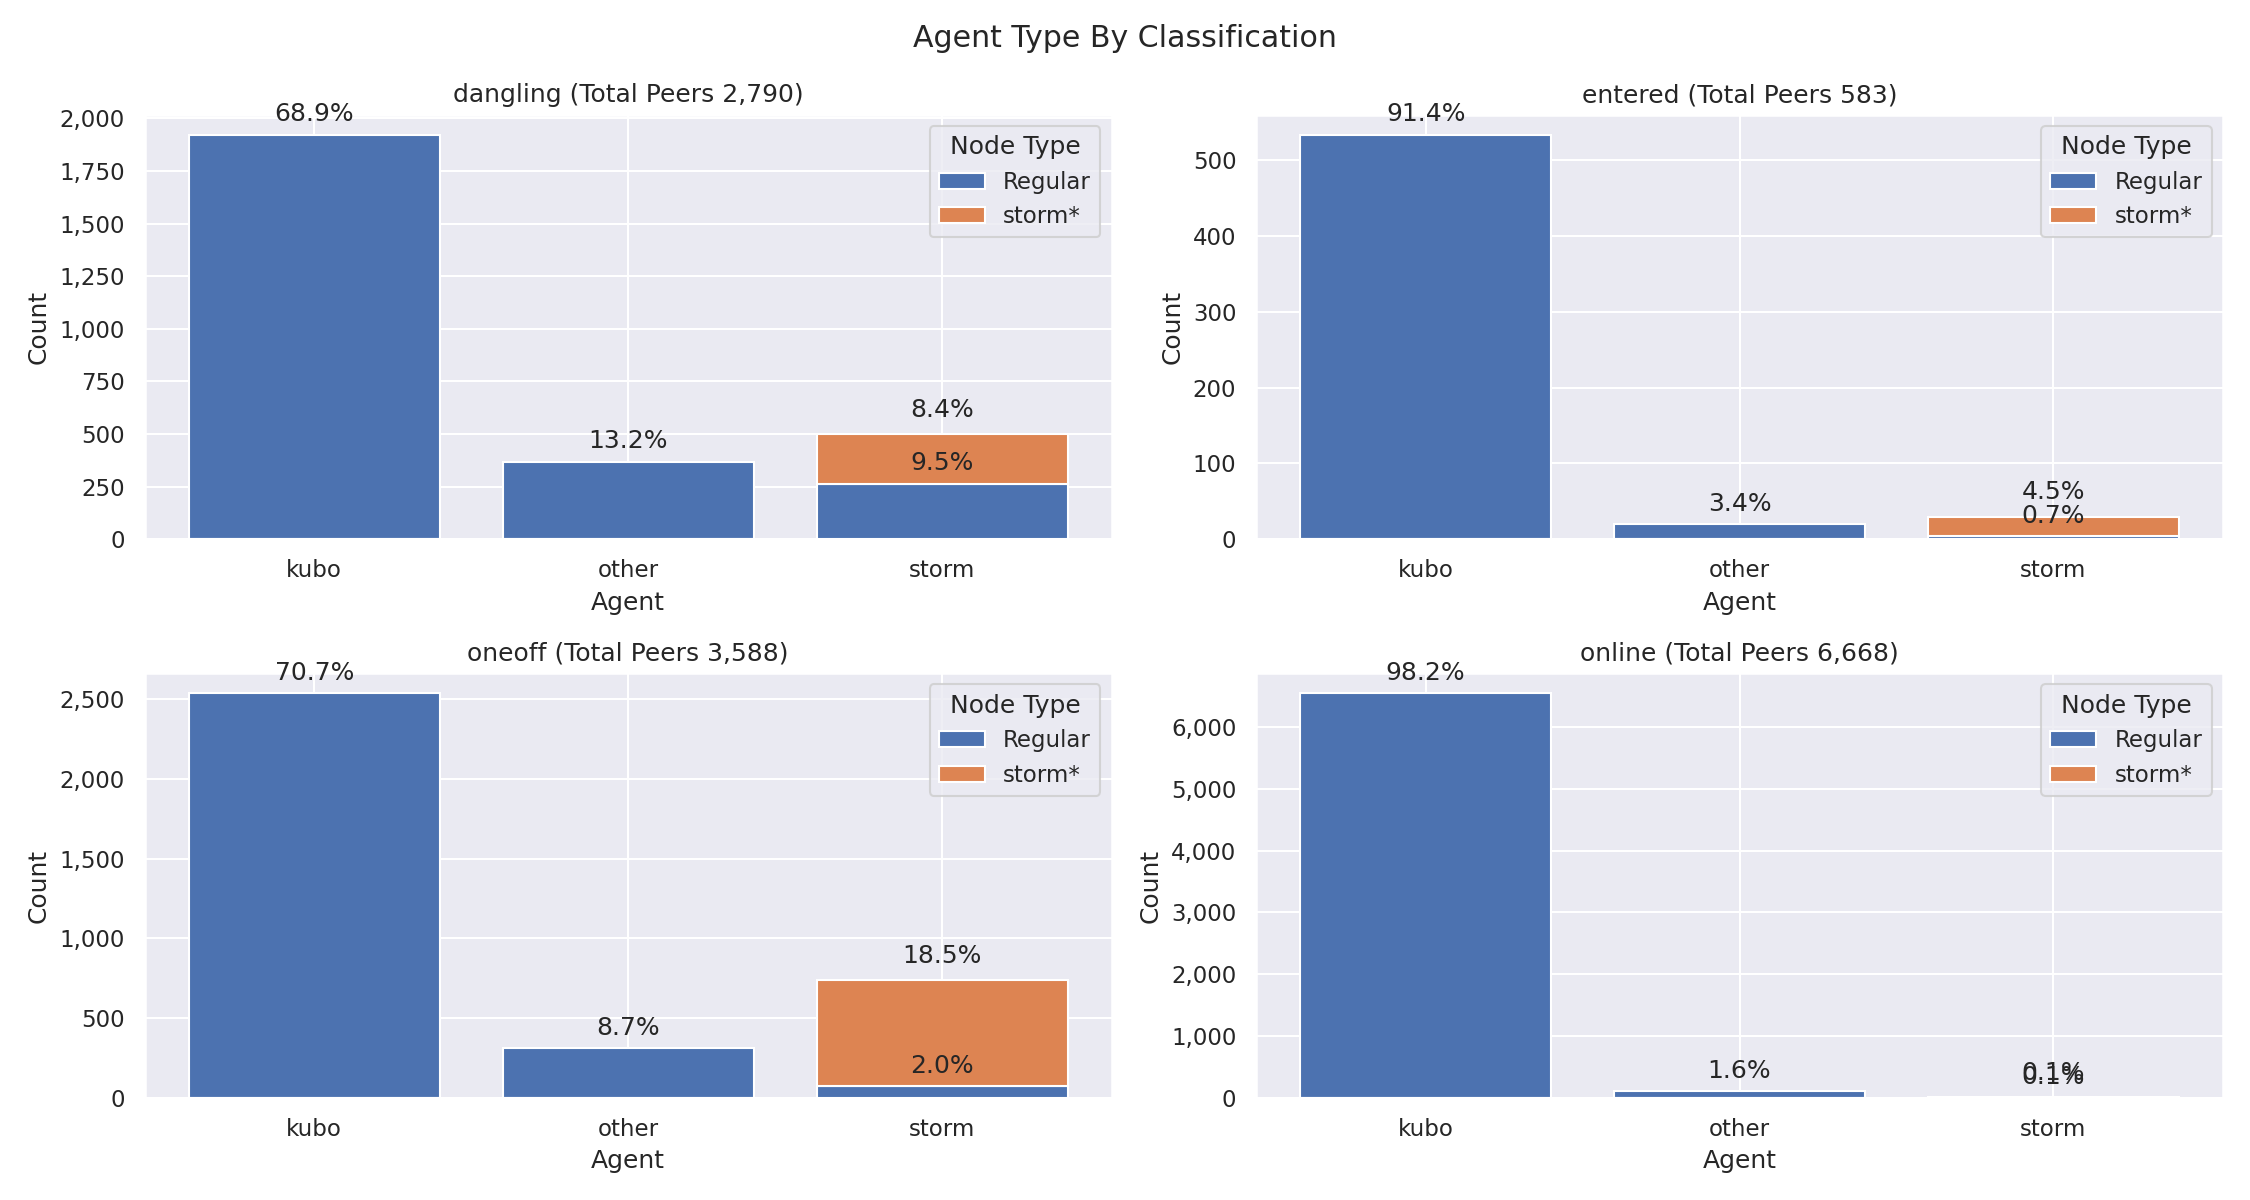 Agent Type By Classification
dangling (Total Peers 2,790)
68.9%
13.2%
8.4%
9.5%
Node Type
Regular
storm*
2,000
1,750
1,500
1,250
1,000
750
500
250
0
Count
kubo
other
storm
Agent
entered (Total Peers 583)
91.4%
3.4%
4.5%
0.7%
Node Type
Regular
storm*
500
400
300
200
100
0
Count
kubo
other
storm
Agent
oneoff (Total Peers 3,588)
70.7%
8.7%
18.5%
2.0%
Node Type
Regular
storm*
2,500
2,000
1,500
1,000
500
0
Count
kubo
other
storm
Agent
online (Total Peers 6,668)
98.2%
1.6%
0.1%
0.1%
Node Type
Regular
storm*
6,000
5,000
4,000
3,000
2,000
1,000
0
Count
kubo
other
storm
Agent